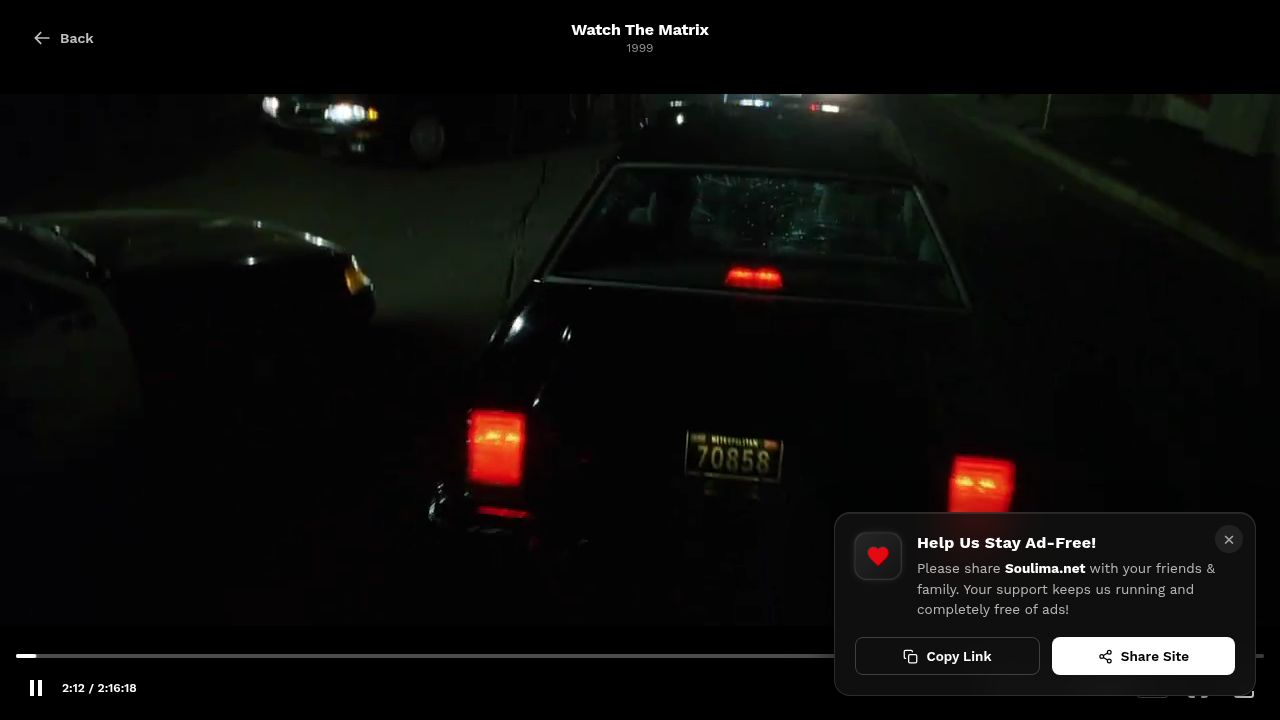 Back
Watch The Matrix
1999
METROPOLITAN
70858
Help Us Stay Ad-Free!
Please share Soulima.net with your friends &
family. Your support keeps us running and
completely free of ads!
Copy Link
Share Site
2:12 / 2:16:18